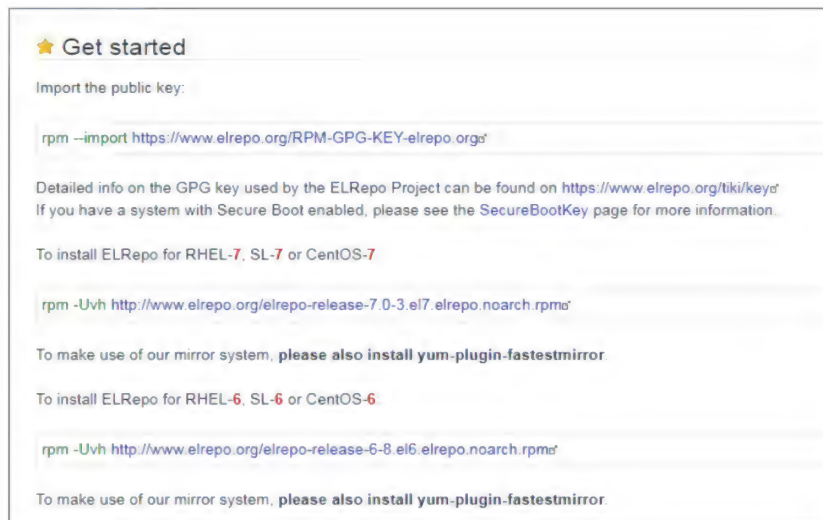 Get started
Import the public key:
rpm --import https://www.elrepo.org/RPM-GPG-KEY-elrepo.org
Detailed info on the GPG key used by the ELRepo Project can be found on https://www.elrepo.org/tiki/key
If you have a system with Secure Boot enabled, please see the SecureBootKey page for more information.
To install ELRepo for RHEL-7, SL-7 or CentOS-7
rpm -Uvh http://www.elrepo.org/elrepo-release-7.0-3.el7.elrepo.noarch.rpm
To make use of our mirror system, please also install yum-plugin-fastestmirror.
To install ELRepo for RHEL-6, SL-6 or CentOS-6
rpm -Uvh http://www.elrepo.org/elrepo-release-6-8.el6.elrepo.noarch.rpm
To make use of our mirror system, please also install yum-plugin-fastestmirror.